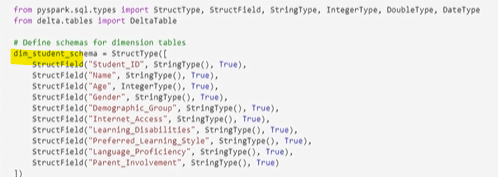 from pyspark.sql.types import StructType, StructField, StringType, IntegerType, DoubleType, DateType
from delta.tables import DeltaTable
# Define schemas for dimension tables
dim_student_schema = StructType([
    StructField("Student_ID", StringType(), True),
    StructField("Name", StringType(), True),
    StructField("Age", IntegerType(), True),
    StructField("Gender", StringType(), True),
    StructField("Demographic_Group", StringType(), True),
    StructField("Internet_Access", StringType(), True),
    StructField("Learning_Disabilities", StringType(), True),
    StructField("Preferred_Learning_Style", StringType(), True),
    StructField("Language_Proficiency", StringType(), True),
    StructField("Parent_Involvement", StringType(), True)
])